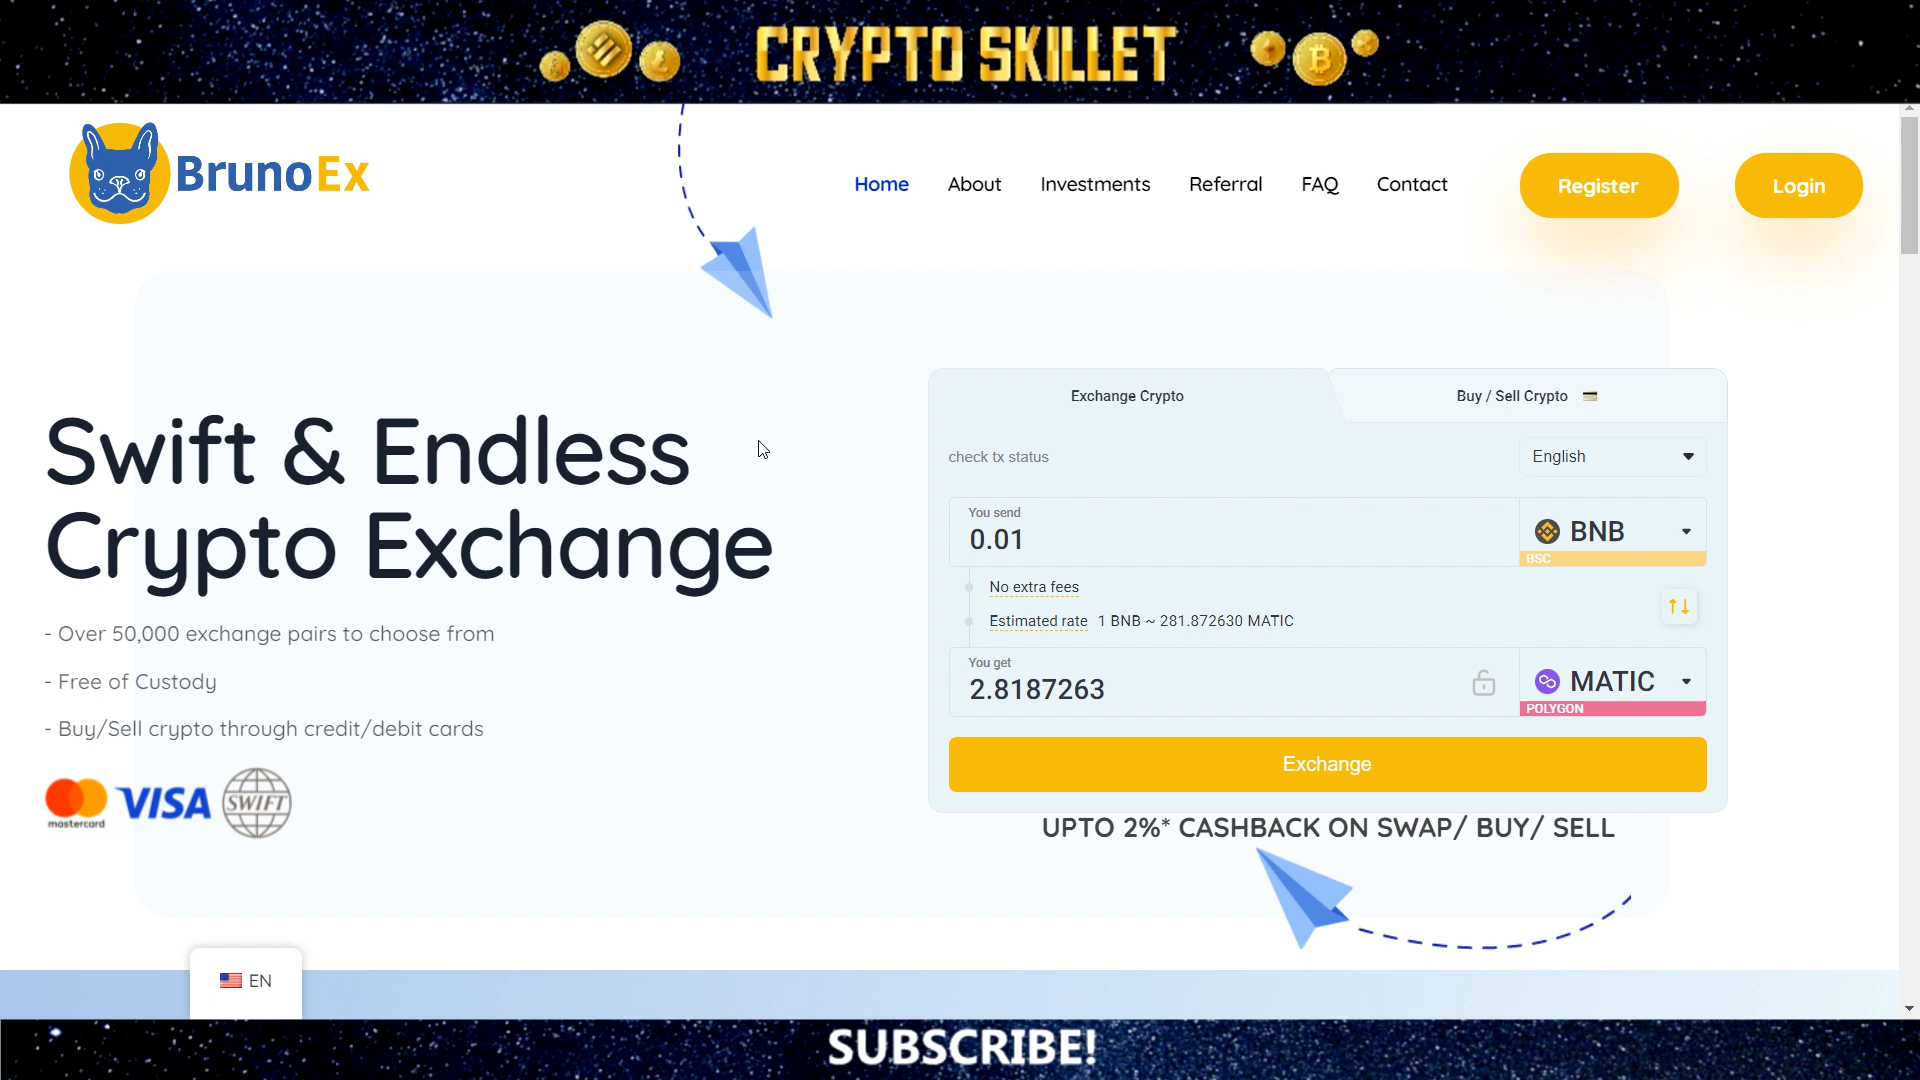 CRYPTO SKILLET
BrunoEx
Home About Investments Referral FAQ Contact Register Login
Swift & Endless
Crypto Exchange
- Over 50,000 exchange pairs to choose from
- Free of Custody
- Buy/Sell crypto through credit/debit cards
mastercard VISA SWIFT
Exchange Crypto Buy / Sell Crypto
check tx status English
You send
0.01 BNB
BSC
No extra fees
Estimated rate 1 BNB ~ 281.872630 MATIC
You get
2.8187263 MATIC
POLYGON
Exchange
UPTO 2%* CASHBACK ON SWAP/ BUY/ SELL
EN
SUBSCRIBE!